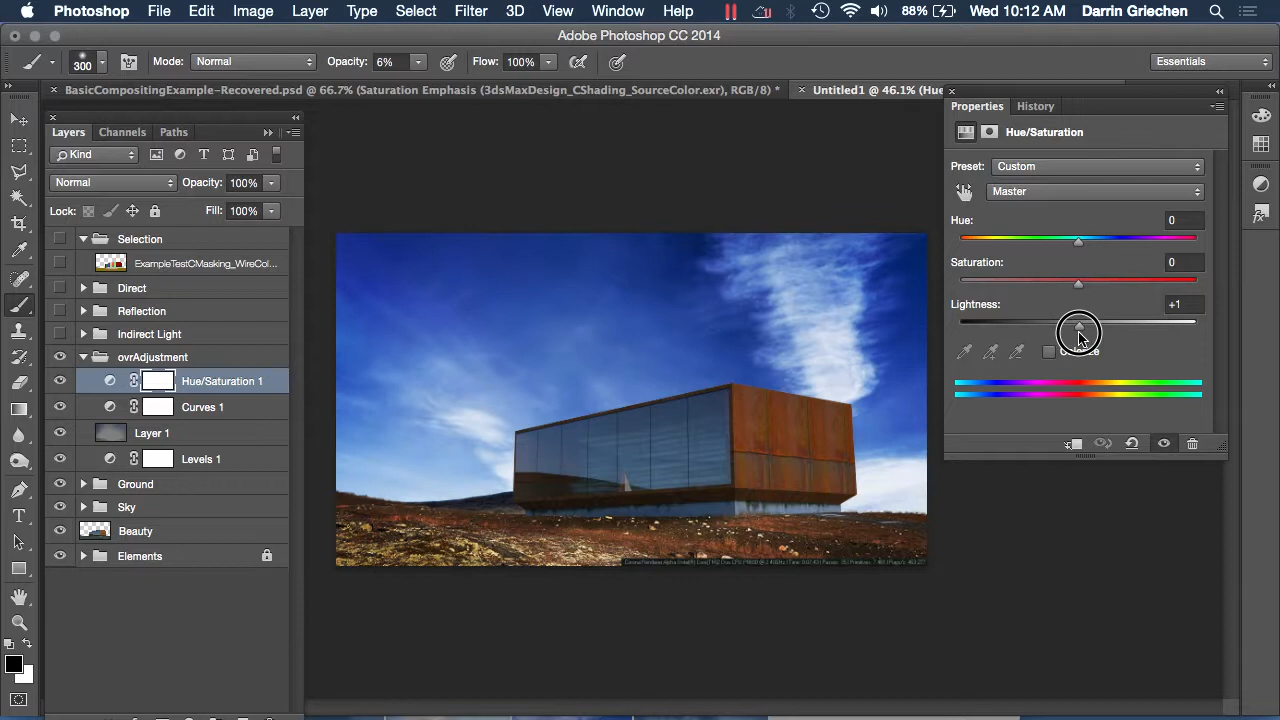 Photoshop File Edit Image Layer Type Select Filter 3D View Window Help 88% Wed 10:12 AM Darrin Griechen
Adobe Photoshop CC 2014
300 Mode: Normal Opacity: 6% Flow: 100% Essentials
BasicCompositingExample-Recovered.psd @ 66.7% (Saturation Emphasis (3dsMaxDesign_CShading_SourceColor.exr), RGB/8) *
Untitled1 @ 46.1% (Hue
Layers Channels Paths
Kind
Normal Opacity: 100%
Lock: Fill: 100%
Selection
ExampleTestCMasking_WireCol...
Direct
Reflection
Indirect Light
ovrAdjustment
Hue/Saturation 1
Curves 1
Layer 1
Levels 1
Ground
Sky
Beauty
Elements
Properties History
Hue/Saturation
Preset: Custom
Master
Hue: 0
Saturation: 0
Lightness: +1